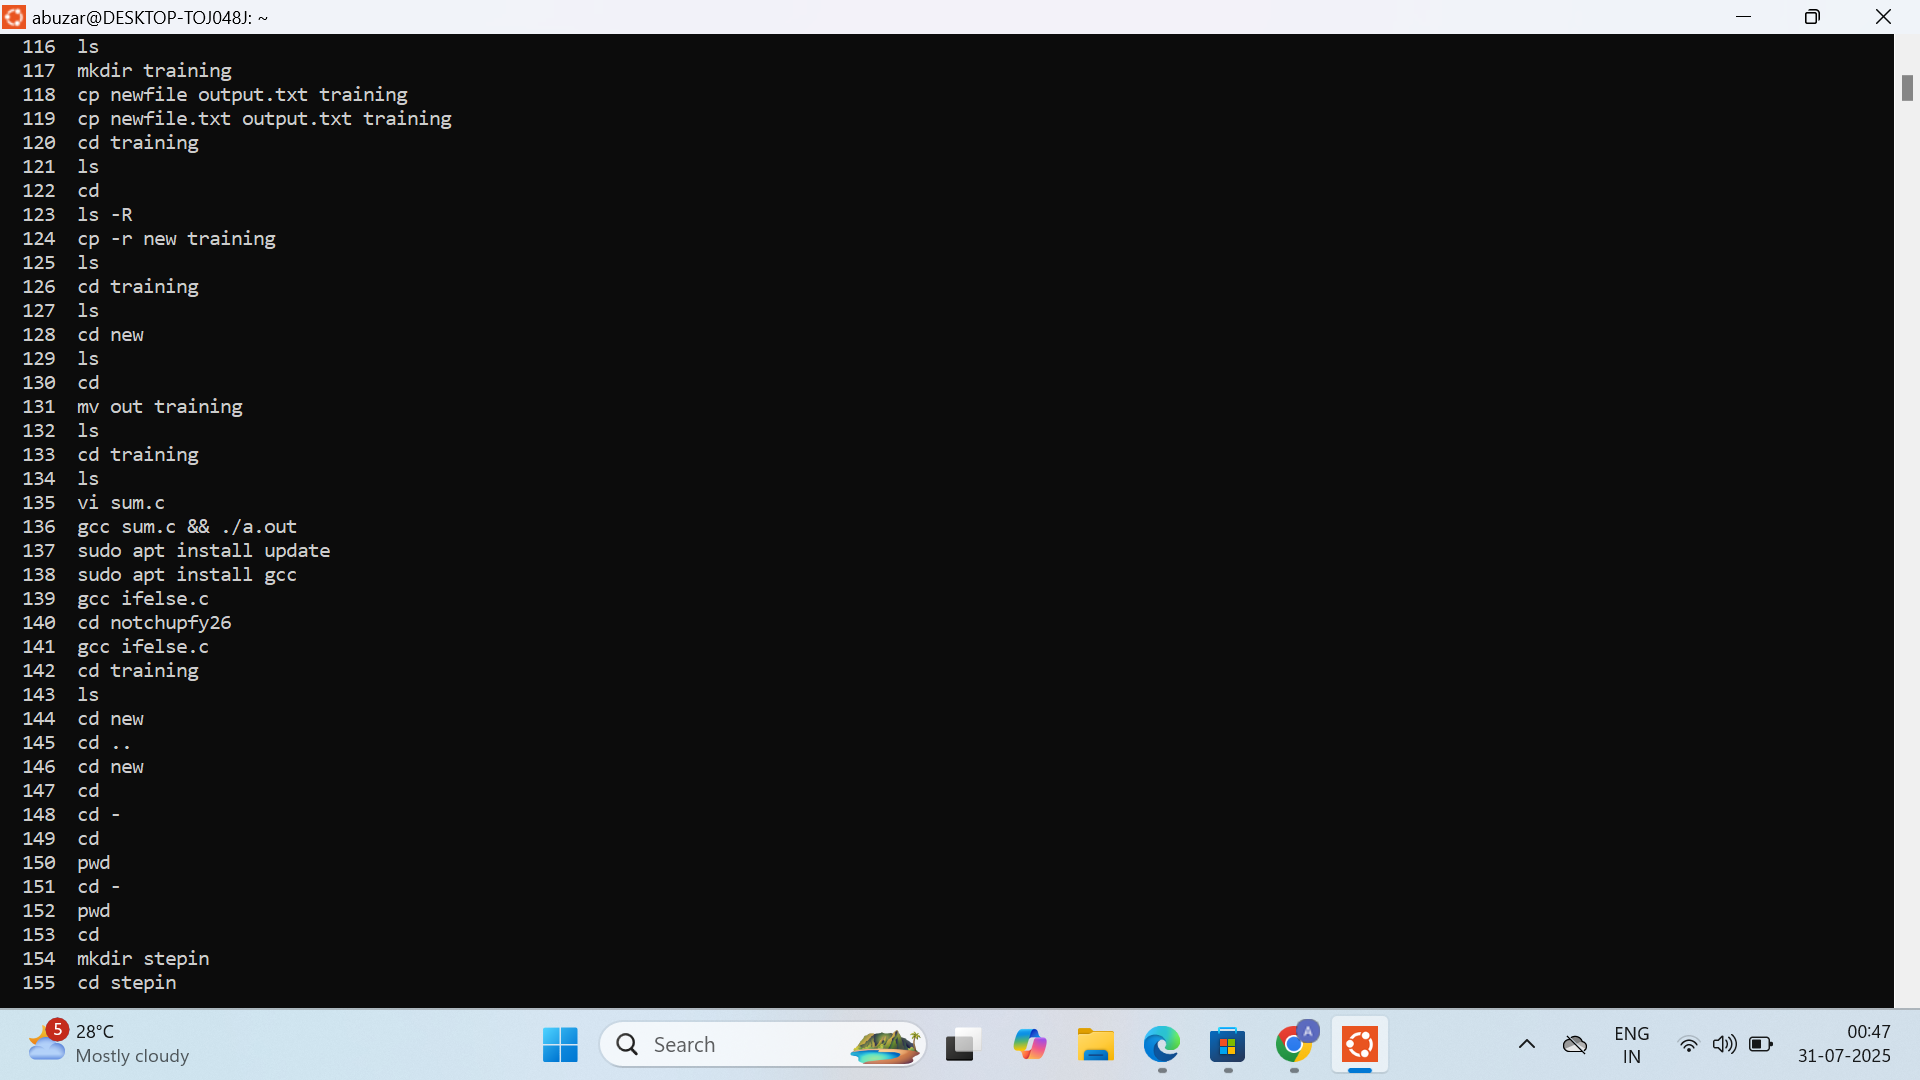 abuzar@DESKTOP-TOJ048J: ~
116 ls
117 mkdir training
118 cp newfile output.txt training
119 cp newfile.txt output.txt training
120 cd training
121 ls
122 cd
123 ls -R
124 cp -r new training
125 ls
126 cd training
127 ls
128 cd new
129 ls
130 cd
131 mv out training
132 ls
133 cd training
134 ls
135 vi sum.c
136 gcc sum.c && ./a.out
137 sudo apt install update
138 sudo apt install gcc
139 gcc ifelse.c
140 cd notchupfy26
141 gcc ifelse.c
142 cd training
143 ls
144 cd new
145 cd ..
146 cd new
147 cd
148 cd -
149 cd
150 pwd
151 cd -
152 pwd
153 cd
154 mkdir stepin
155 cd stepin
5
28°C
Mostly cloudy
Search
A
ENG
IN
00:47
31-07-2025